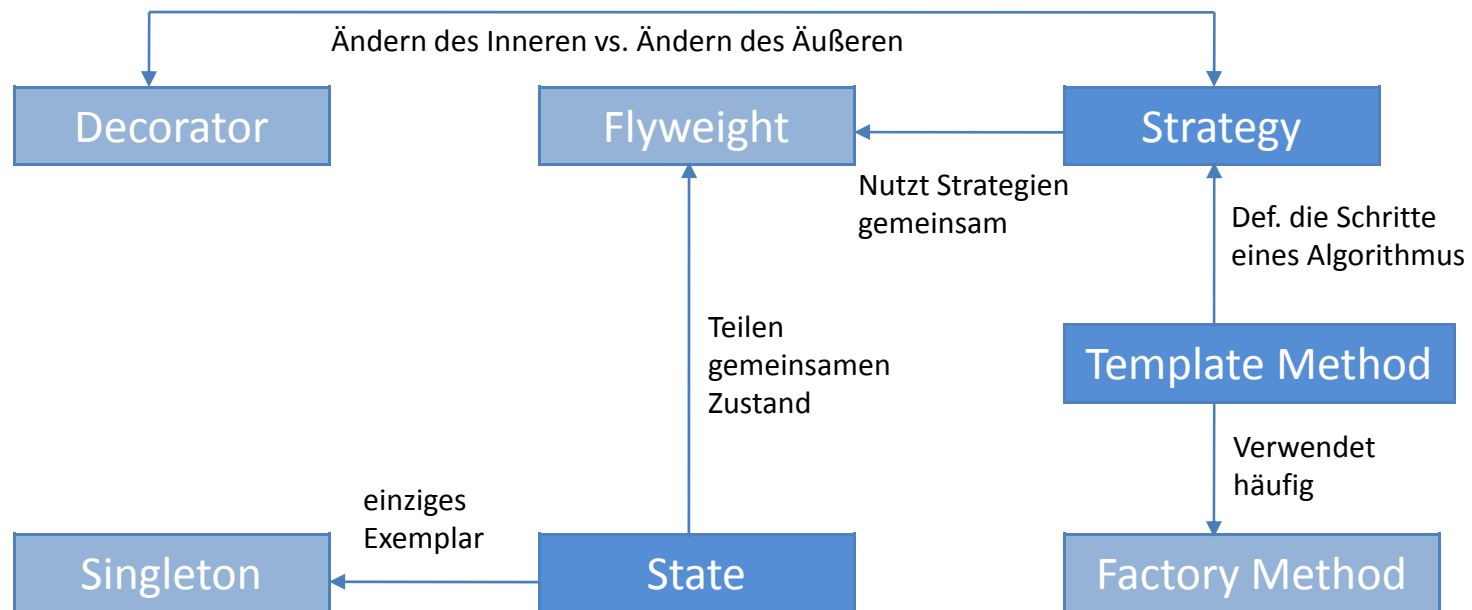 Ändern des Inneren vs. Ändern des Äußeren
Decorator
Flyweight
Strategy
Nutzt Strategien
gemeinsam
Def. die Schritte
eines Algorithmus
Teilen
gemeinsamen
Zustand
Template Method
Verwendet
häufig
einziges
Exemplar
Singleton
State
Factory Method